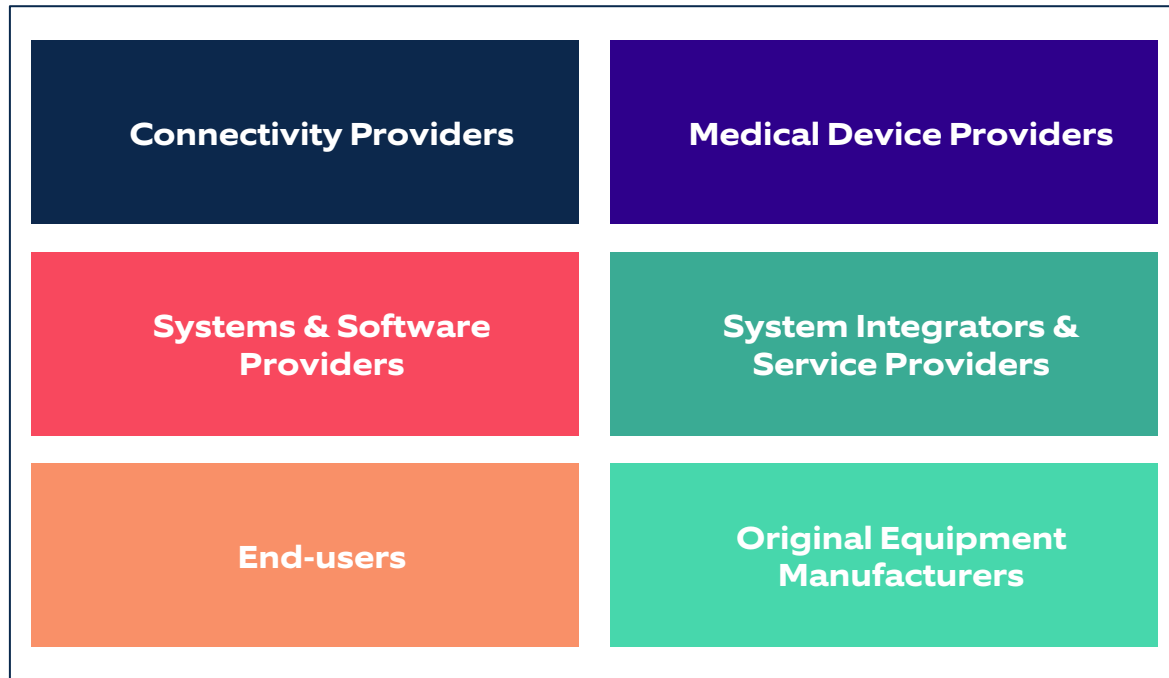 Connectivity Providers
Medical Device Providers
Systems & Software
Providers
System Integrators &
Service Providers
End-users
Original Equipment
Manufacturers